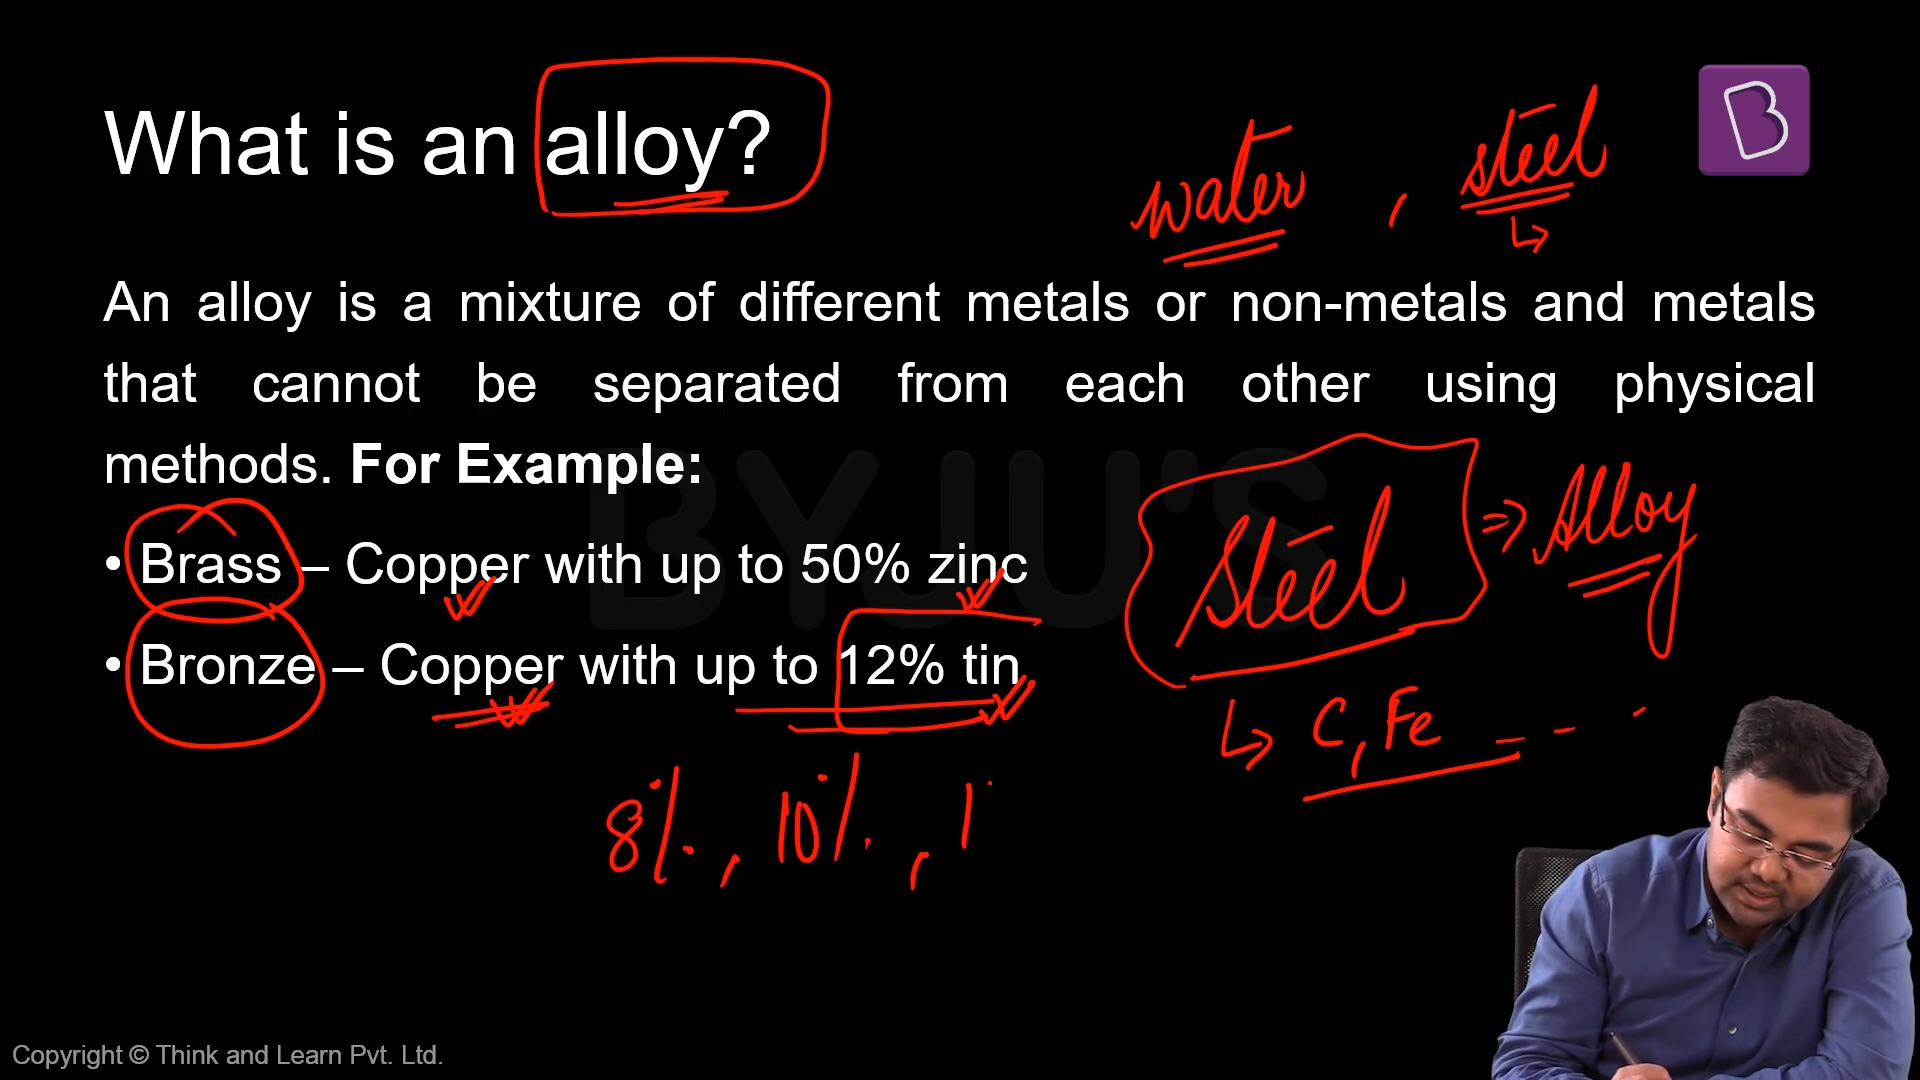 What is an alloy?
water , steel
An alloy is a mixture of different metals or non-metals and metals
that cannot be separated from each other using physical
methods. For Example:
• Brass – Copper with up to 50% zinc
• Bronze – Copper with up to 12% tin
Steel ⇒ Alloy
↳ C, Fe - - -
8%, 10%, 1
BYJU'S
Copyright © Think and Learn Pvt. Ltd.